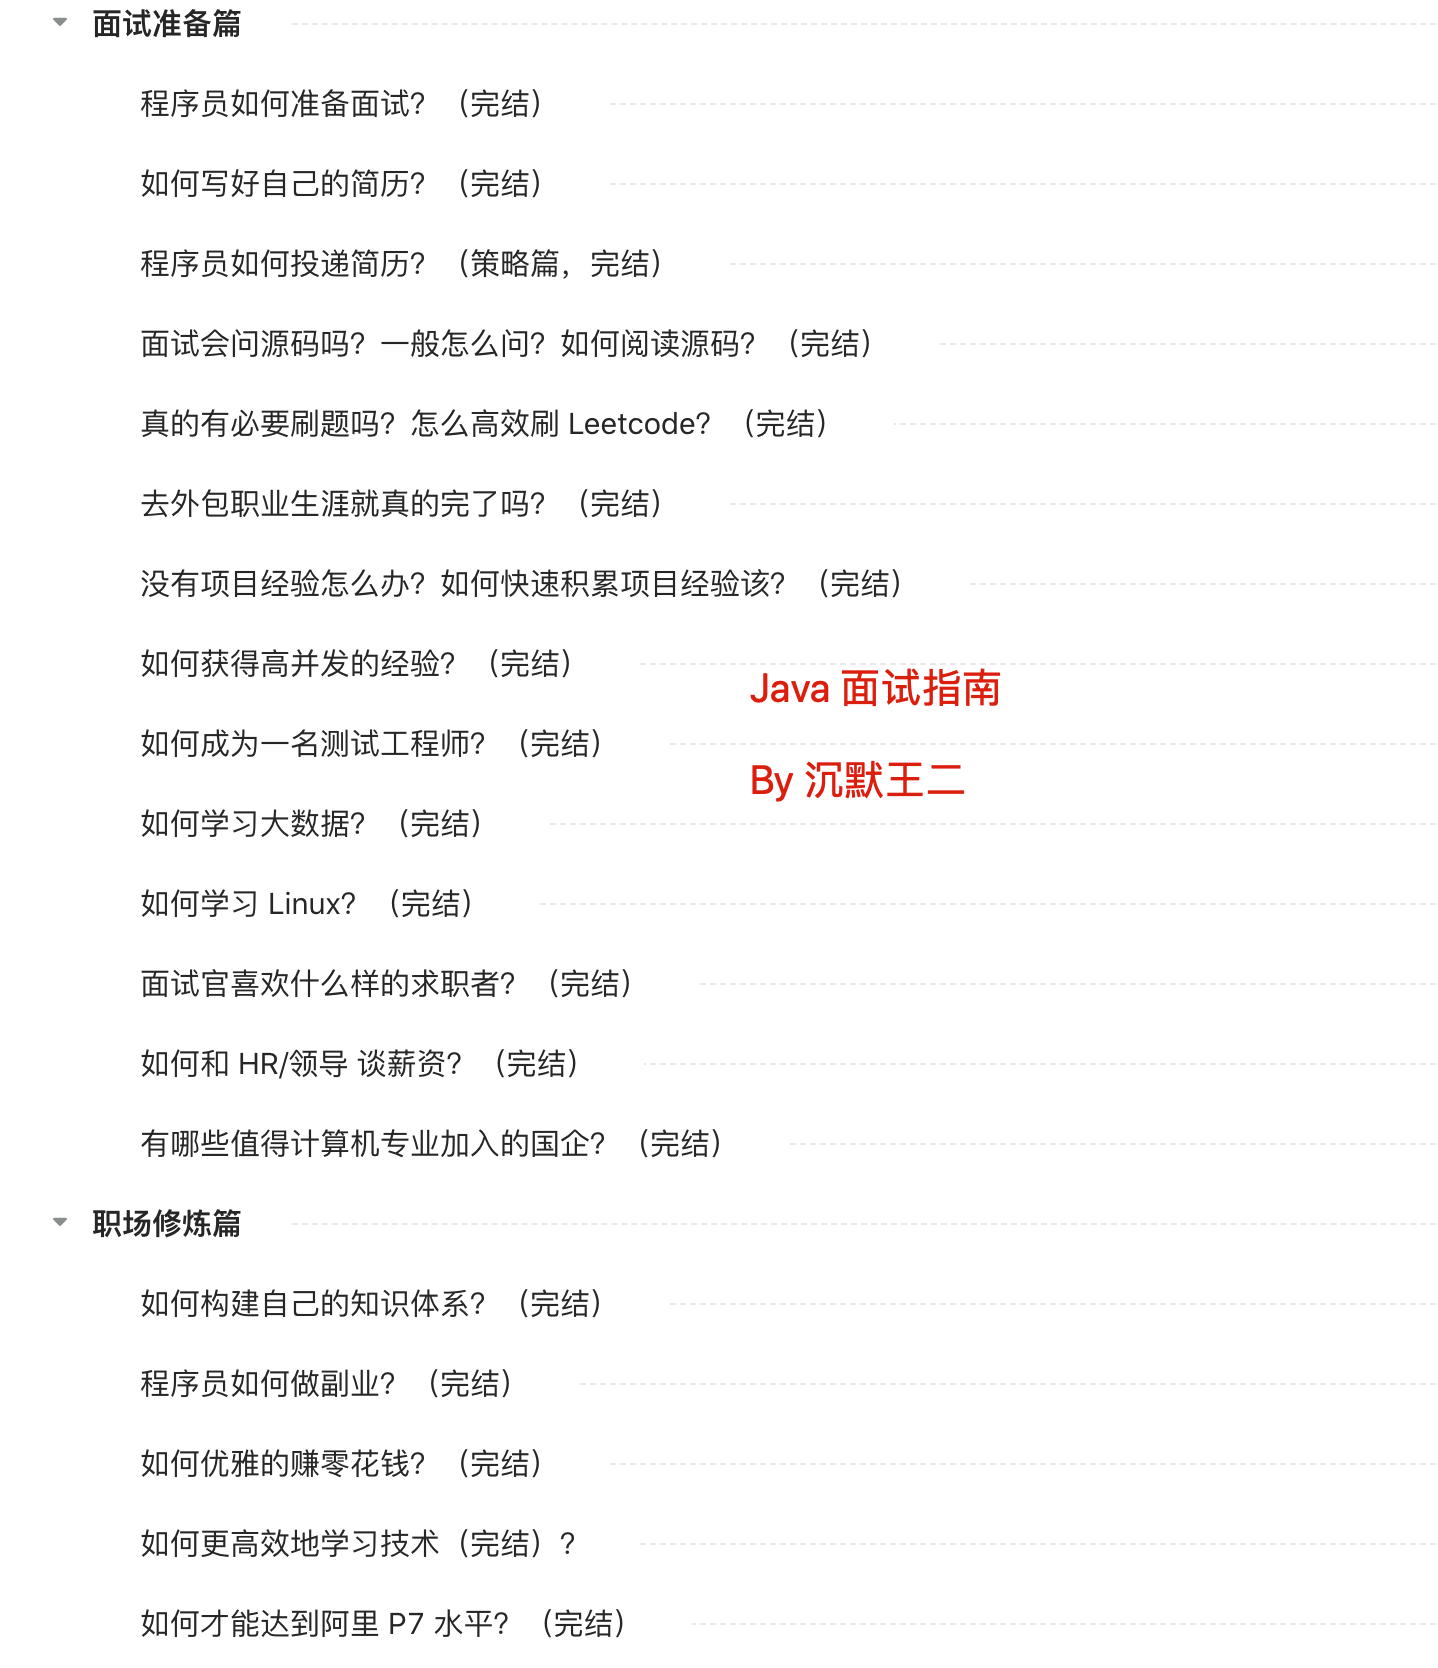 面试准备篇
程序员如何准备面试？（完结）
如何写好自己的简历？（完结）
程序员如何投递简历？（策略篇，完结）
面试会问源码吗？一般怎么问？如何阅读源码？（完结）
真的有必要刷题吗？怎么高效刷 Leetcode？（完结）
去外包职业生涯就真的完了吗？（完结）
没有项目经验怎么办？如何快速积累项目经验该？（完结）
如何获得高并发的经验？（完结）
Java 面试指南
如何成为一名测试工程师？（完结）
By 沉默王二
如何学习大数据？（完结）
如何学习 Linux？（完结）
面试官喜欢什么样的求职者？（完结）
如何和 HR/领导 谈薪资？（完结）
有哪些值得计算机专业加入的国企？（完结）
职场修炼篇
如何构建自己的知识体系？（完结）
程序员如何做副业？（完结）
如何优雅的赚零花钱？（完结）
如何更高效地学习技术（完结）？
如何才能达到阿里 P7 水平？（完结）